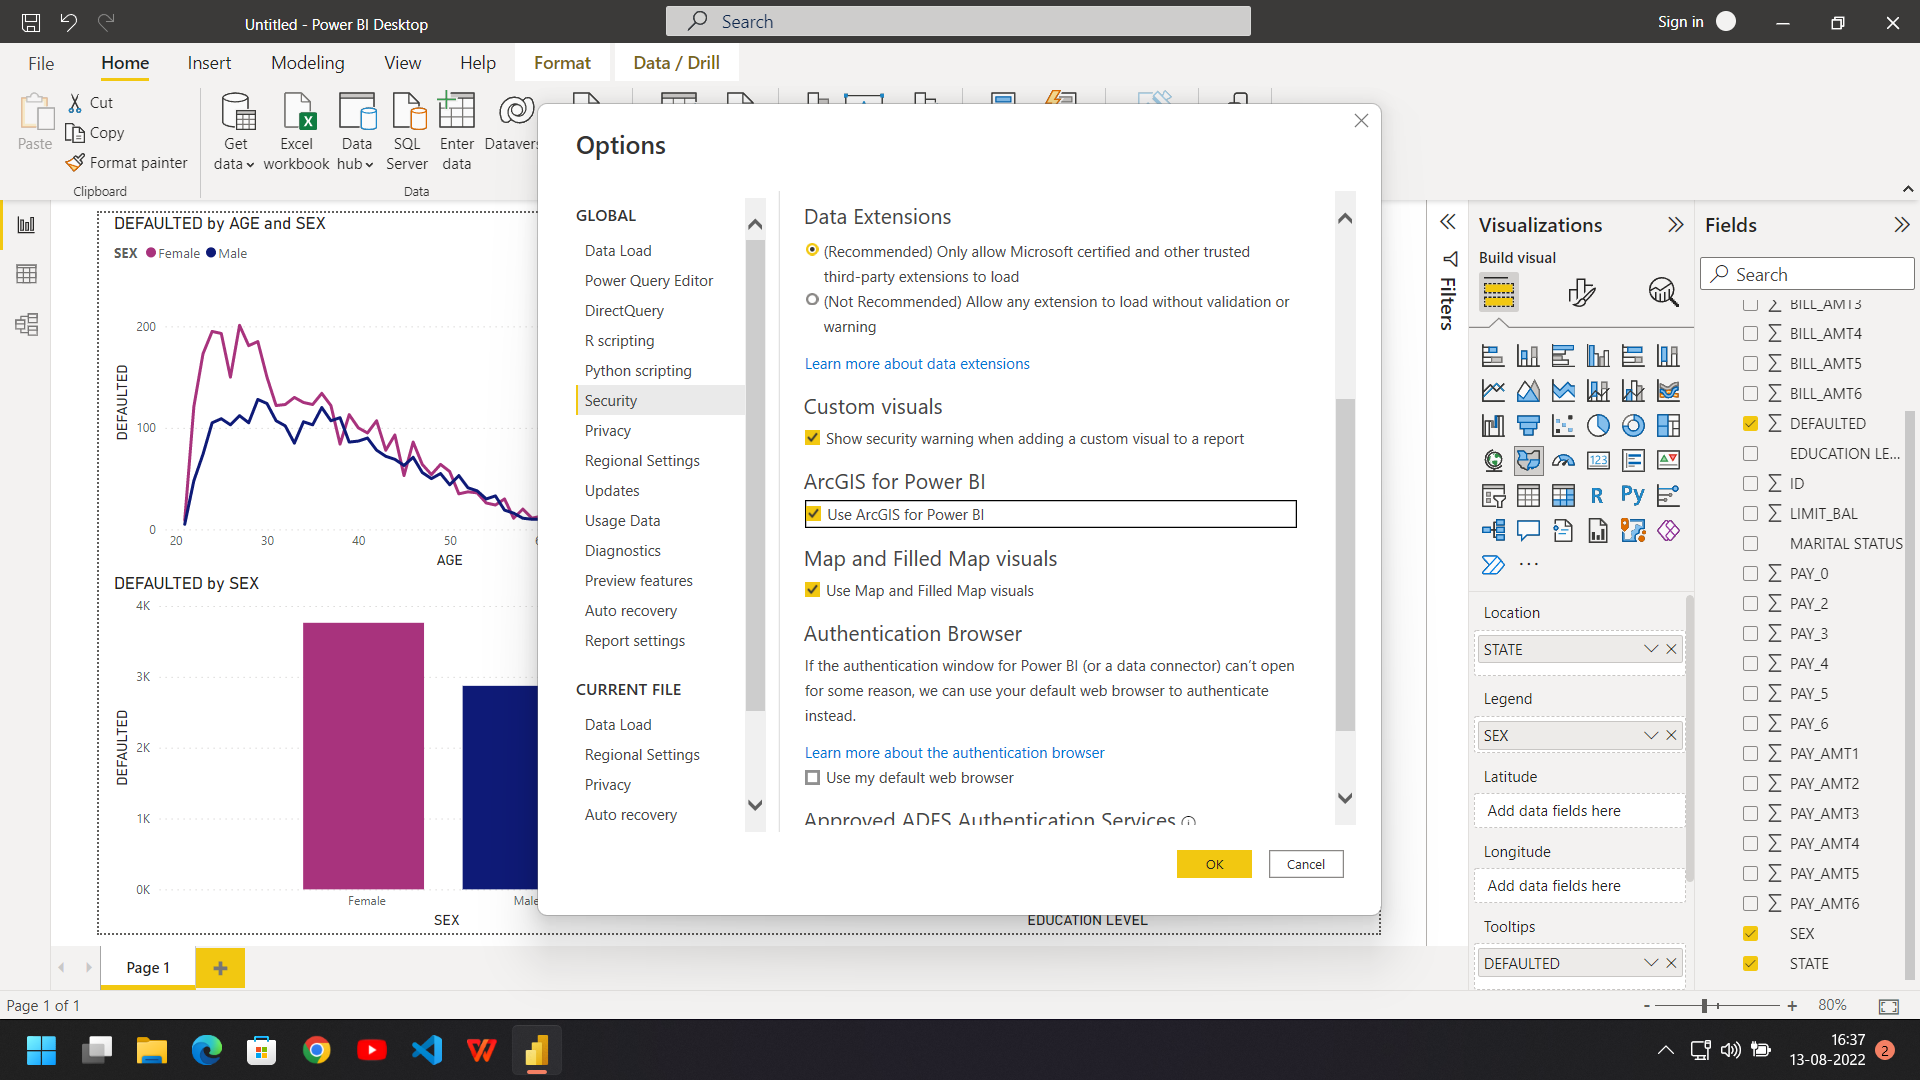 Untitled - Power BI Desktop
Search
Sign in
File
Home
Insert
Modeling
View
Help
Format
Data / Drill
Paste
Cut
Copy
Format painter
Clipboard
Get data
Excel workbook
Data hub
SQL Server
Enter data
Datavers
Data
DEFAULTED by AGE and SEX
SEX Female Male
DEFAULTED
200
100
0
20 30 40 50 6
AGE
DEFAULTED by SEX
DEFAULTED
4K
3K
2K
1K
0K
Female
Male
SEX
EDUCATION LEVEL
Options
GLOBAL
Data Load
Power Query Editor
DirectQuery
R scripting
Python scripting
Security
Privacy
Regional Settings
Updates
Usage Data
Diagnostics
Preview features
Auto recovery
Report settings
CURRENT FILE
Data Load
Regional Settings
Privacy
Auto recovery
Data Extensions
(Recommended) Only allow Microsoft certified and other trusted
third-party extensions to load
(Not Recommended) Allow any extension to load without validation or
warning
Learn more about data extensions
Custom visuals
Show security warning when adding a custom visual to a report
ArcGIS for Power BI
Use ArcGIS for Power BI
Map and Filled Map visuals
Use Map and Filled Map visuals
Authentication Browser
If the authentication window for Power BI (or a data connector) can't open
for some reason, we can use your default web browser to authenticate
instead.
Learn more about the authentication browser
Use my default web browser
Approved ADFS Authentication Services
OK
Cancel
Filters
Visualizations
Build visual
123
R
Py
Location
STATE
Legend
SEX
Latitude
Add data fields here
Longitude
Add data fields here
Tooltips
DEFAULTED
Fields
Search
BILL_AMT3
BILL_AMT4
BILL_AMT5
BILL_AMT6
DEFAULTED
EDUCATION LE...
ID
LIMIT_BAL
MARITAL STATUS
PAY_0
PAY_2
PAY_3
PAY_4
PAY_5
PAY_6
PAY_AMT1
PAY_AMT2
PAY_AMT3
PAY_AMT4
PAY_AMT5
PAY_AMT6
SEX
STATE
Page 1
Page 1 of 1
80%
16:37
13-08-2022
2